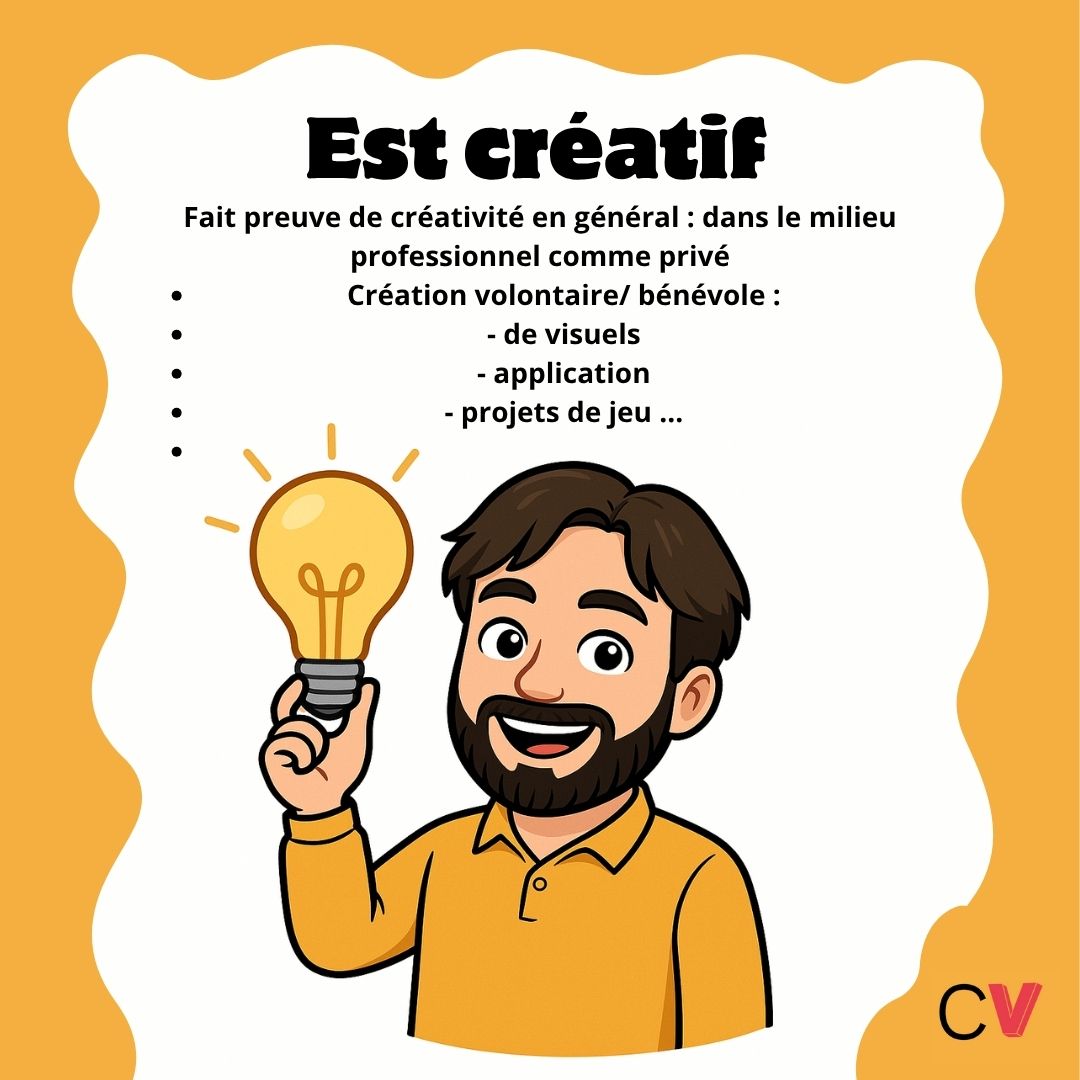 Est créatif
Fait preuve de créativité en général : dans le milieu
professionnel comme privé
• Création volontaire/ bénévole :
• - de visuels
• - application
• - projets de jeu ...
•
CV